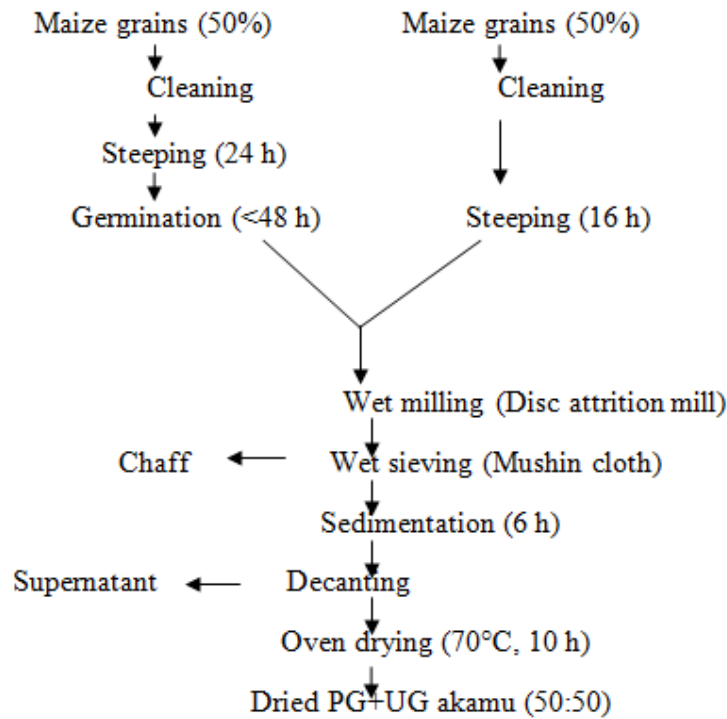 Maize grains (50%) Maize grains (50%)
Cleaning Cleaning
Steeping (24 h)
Germination (<48 h) Steeping (16 h)
Wet milling (Disc attrition mill)
Chaff Wet sieving (Mushin cloth)
Sedimentation (6 h)
Supernatant Decanting
Oven drying (70°C, 10 h)
Dried PG+UG akamu (50:50)